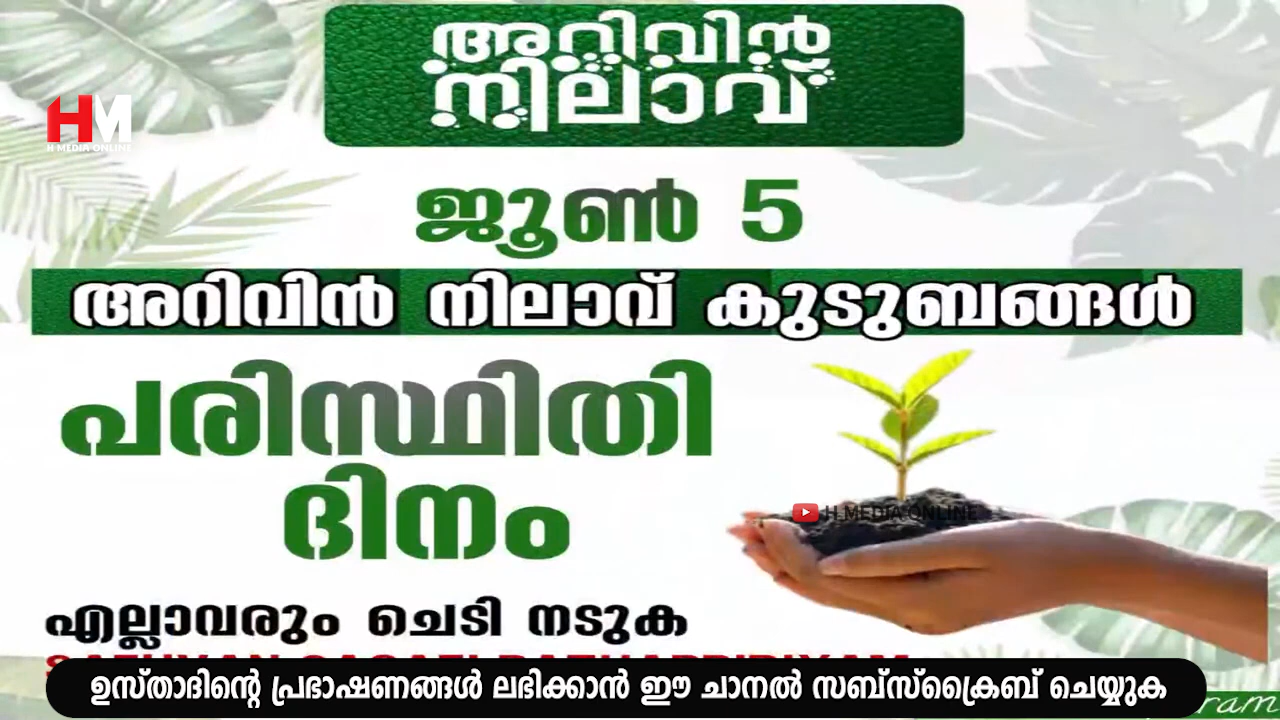 അറിവിൻ
നിലാവ്
HM
H MEDIA ONLINE
ജൂൺ 5
അറിവിൻ നിലാവ് കുടുബങ്ങൾ
പരിസ്ഥിതി
ദിനം
H MEDIA ONLINE
എല്ലാവരും ചെടി നടുക
ഉസ്താദിന്റെ പ്രഭാഷണങ്ങൾ ലഭിക്കാൻ ഈ ചാനൽ സബ്സ്ക്രൈബ് ചെയ്യുക